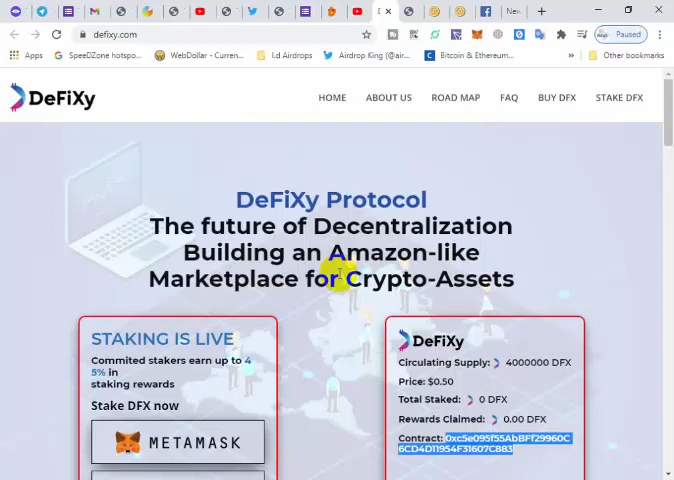 New
defixy.com
Paused
Apps
SpeeDZone hotspo...
WebDollar - Curren...
I.d Airdrops
Airdrop King (@air...
Bitcoin & Ethereum...
Other bookmarks
DeFiXy
HOME
ABOUT US
ROAD MAP
FAQ
BUY DFX
STAKE DFX
DeFiXy Protocol
The future of Decentralization
Building an Amazon-like
Marketplace for Crypto-Assets
STAKING IS LIVE
Commited stakers earn up to 4
5% in
staking rewards
Stake DFX now
METAMASK
DeFiXy
Circulating Supply: 4000000 DFX
Price: $0.50
Total Staked: 0 DFX
Rewards Claimed: 0.00 DFX
Contract: 0xc5e095f55AbBFf29960C
6CD4D11954F31607C883